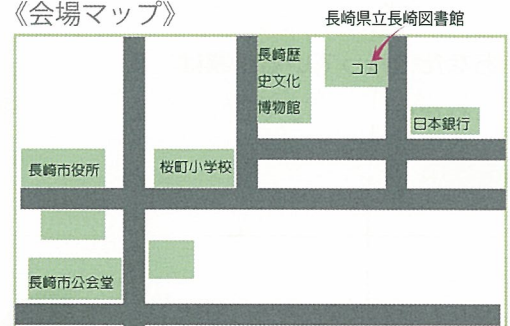 《会場マップ》
長崎県立長崎図書館
長崎歴
史文化
博物館
ココ
日本銀行
長崎市役所
桜町小学校
長崎市公会堂